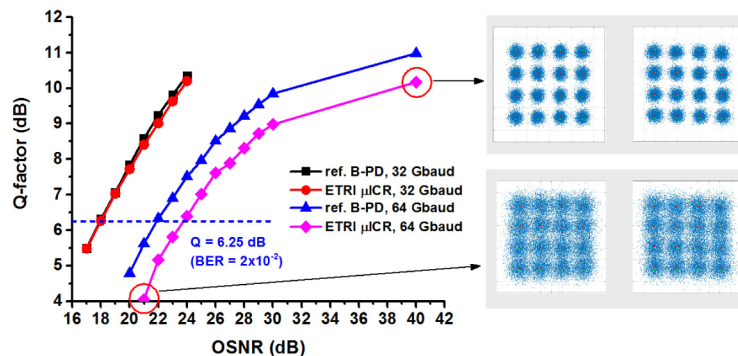 11
10
9
8
7
6
5
4
Q-factor (dB)
16 18 20 22 24 26 28 30 32 34 36 38 40 42
OSNR (dB)
ref. B-PD, 32 Gbaud
ETRI μICR, 32 Gbaud
ref. B-PD, 64 Gbaud
ETRI μICR, 64 Gbaud
Q = 6.25 dB
(BER = 2x10⁻²)